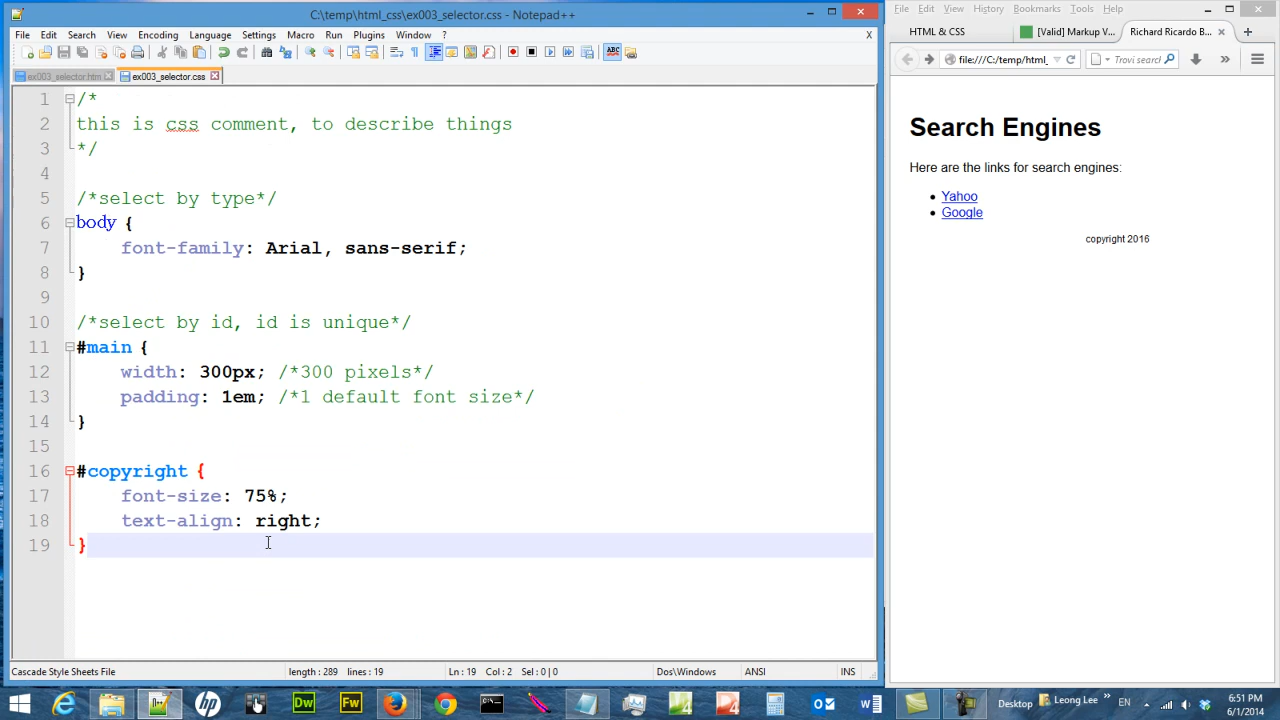 C:\temp\html_css\ex003_selector.css - Notepad++
File Edit Search View Encoding Language Settings Macro Run Plugins Window ? X
ex003_selector.htm ex003_selector.css
1 /*
2 this is css comment, to describe things
3 */
4
5 /*select by type*/
6 body {
7 font-family: Arial, sans-serif;
8 }
9
10 /*select by id, id is unique*/
11 #main {
12 width: 300px; /*300 pixels*/
13 padding: 1em; /*1 default font size*/
14 }
15
16 #copyright {
17 font-size: 75%;
18 text-align: right;
19 }
Cascade Style Sheets File length : 289 lines : 19 Ln : 19 Col : 2 Sel : 0 | 0 Dos\Windows ANSI INS
File Edit View History Bookmarks Tools Help
HTML & CSS [Valid] Markup V... Richard Ricardo B...
file:///C:/temp/html_ Trovi search
Search Engines
Here are the links for search engines:
Yahoo
Google
copyright 2016
Desktop Leong Lee EN 6:51 PM
6/1/2014